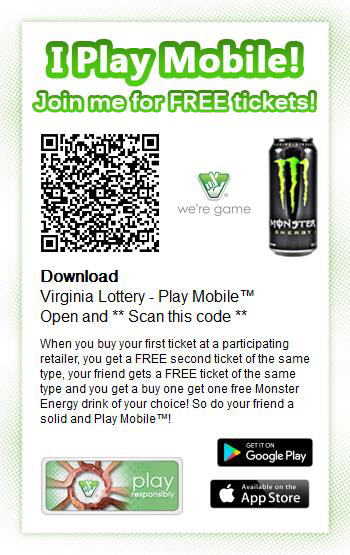 I Play Mobile!
Join me for FREE tickets!
we're game
MONSTER
ENERGY
Download
Virginia Lottery - Play Mobile™
Open and ** Scan this code **
When you buy your first ticket at a participating
retailer, you get a FREE second ticket of the same
type, your friend gets a FREE ticket of the same
type and you get a buy one get one free Monster
Energy drink of your choice! So do your friend a
solid and Play Mobile™!
play
responsibly
GET IT ON
Google Play
Available on the
App Store